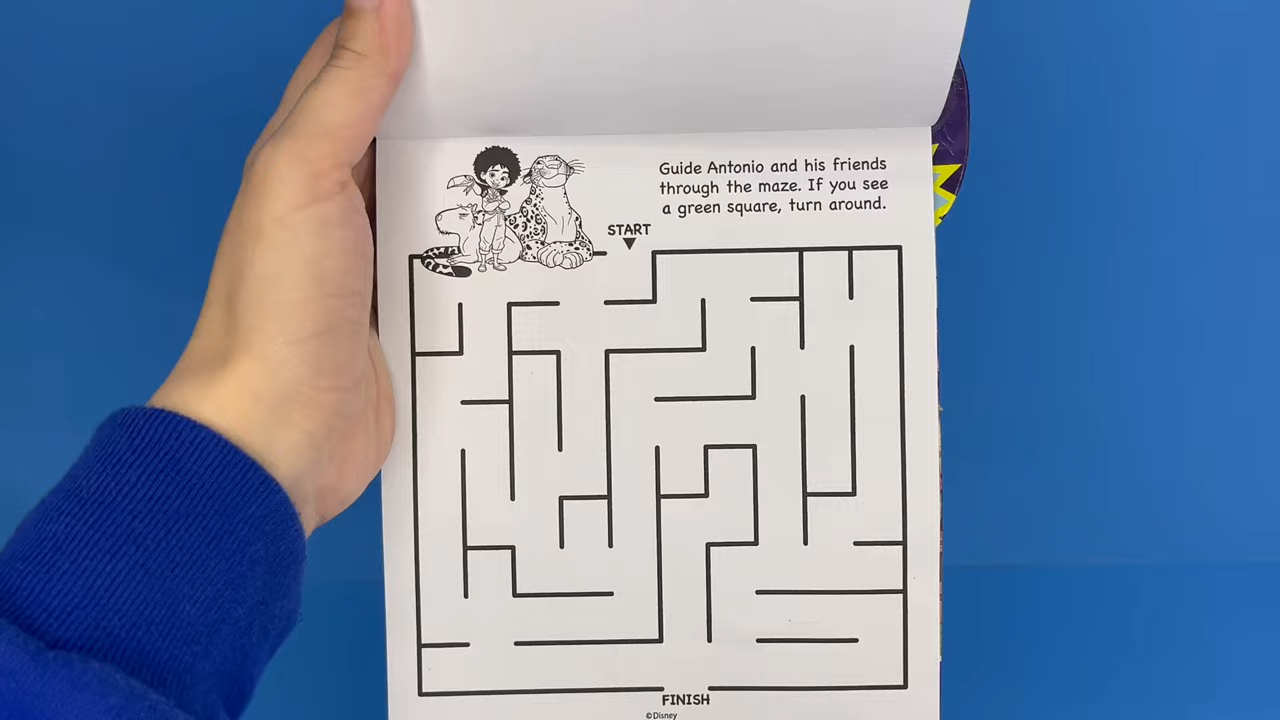 Guide Antonio and his friends
through the maze. If you see
a green square, turn around.
START
FINISH
©Disney